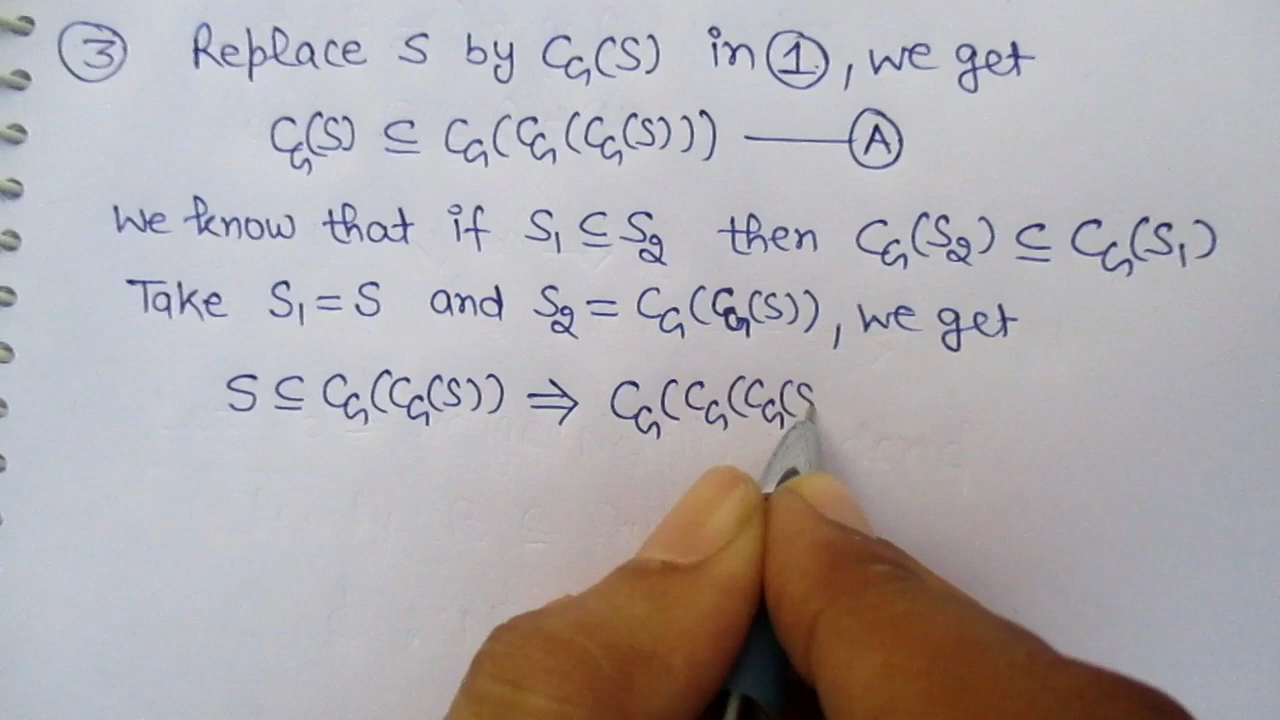 ③ Replace S by C_G(S) in ①, we get
C_G(S) ⊆ C_G(C_G(C_G(S))) —— Ⓐ
We know that if S₁ ⊆ S₂ then C_G(S₂) ⊆ C_G(S₁)
Take S₁ = S and S₂ = C_G(C_G(S)), we get
S ⊆ C_G(C_G(S)) ⇒ C_G(C_G(C_G(S